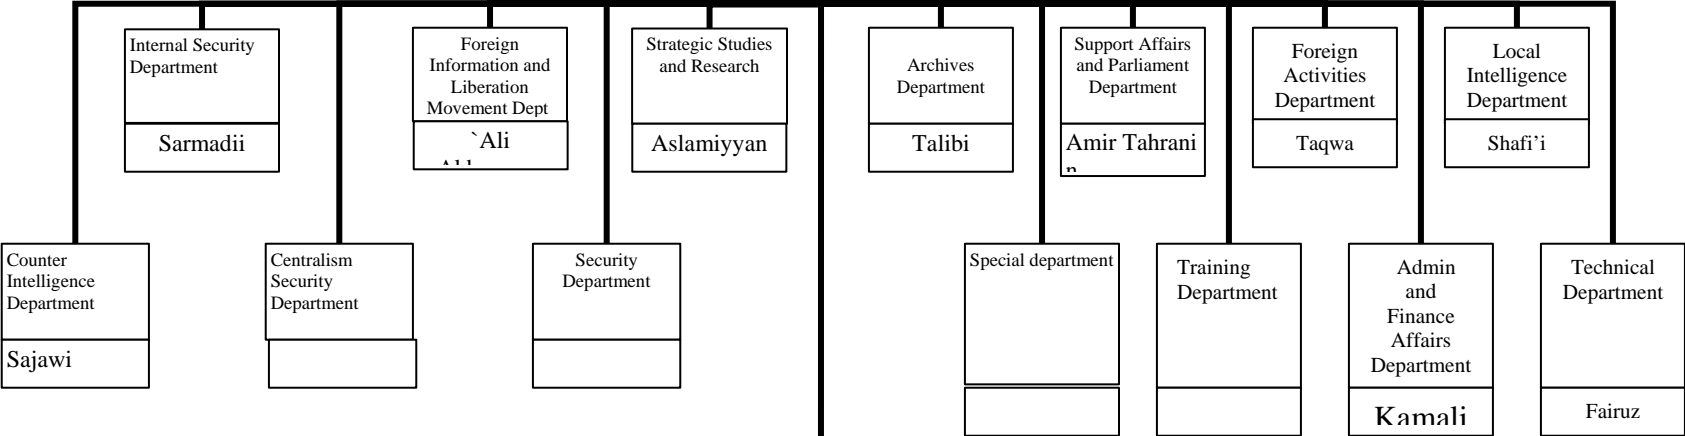 Internal Security
Department
Sarmadii
Foreign
Information and
Liberation
Movement Dept
`Ali
Strategic Studies
and Research
Aslamiyyan
Archives
Department
Talibi
Support Affairs
and Parliament
Department
Amir Tahrani
Foreign
Activities
Department
Taqwa
Local
Intelligence
Department
Shafi’i
Counter
Intelligence
Department
Sajawi
Centralism
Security
Department
Security
Department
Special department
Training
Department
Admin
and
Finance
Affairs
Department
Kamali
Technical
Department
Fairuz